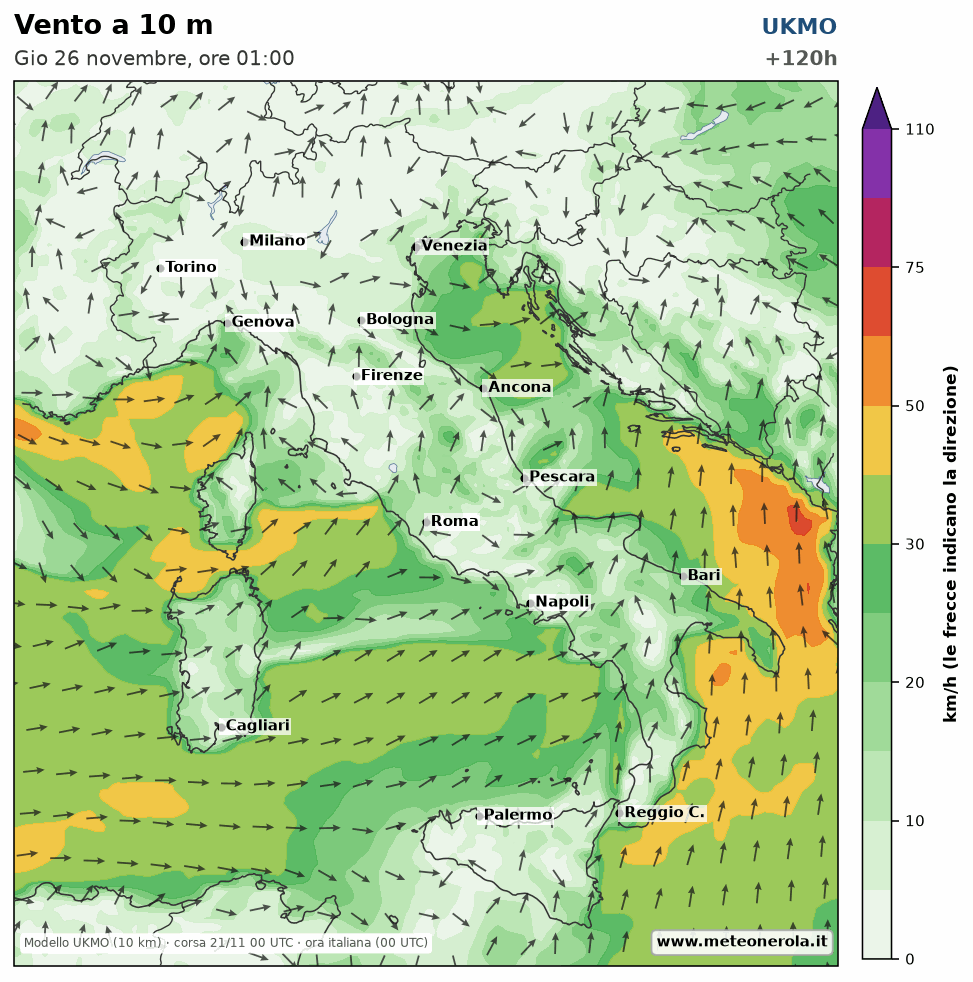 Vento a 10 m
UKMO
Gio 26 novembre, ore 01:00
+120h
110
75
50
30
20
10
0
km/h (le frecce indicano la direzione)
Milano
Venezia
Torino
Genova
Bologna
Firenze
Ancona
Pescara
Roma
Bari
Napoli
Cagliari
Palermo
Reggio C.
Modello UKMO (10 km) · corsa 21/11 00 UTC · ora italiana (00 UTC)
www.meteonerola.it